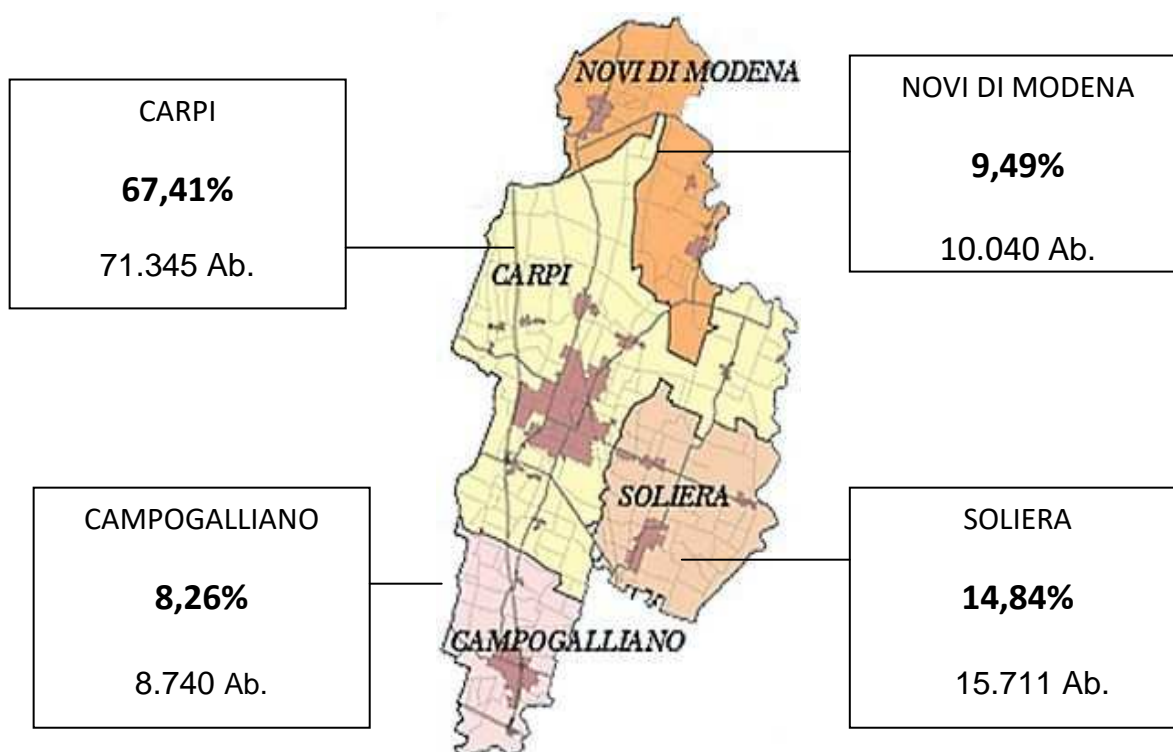 CARPI
67,41%
71.345 Ab.
NOVI DI MODENA
9,49%
10.040 Ab.
NOVI DI MODENA
CARPI
SOLIERA
CAMPOGALLIANO
CAMPOGALLIANO
8,26%
8.740 Ab.
SOLIERA
14,84%
15.711 Ab.